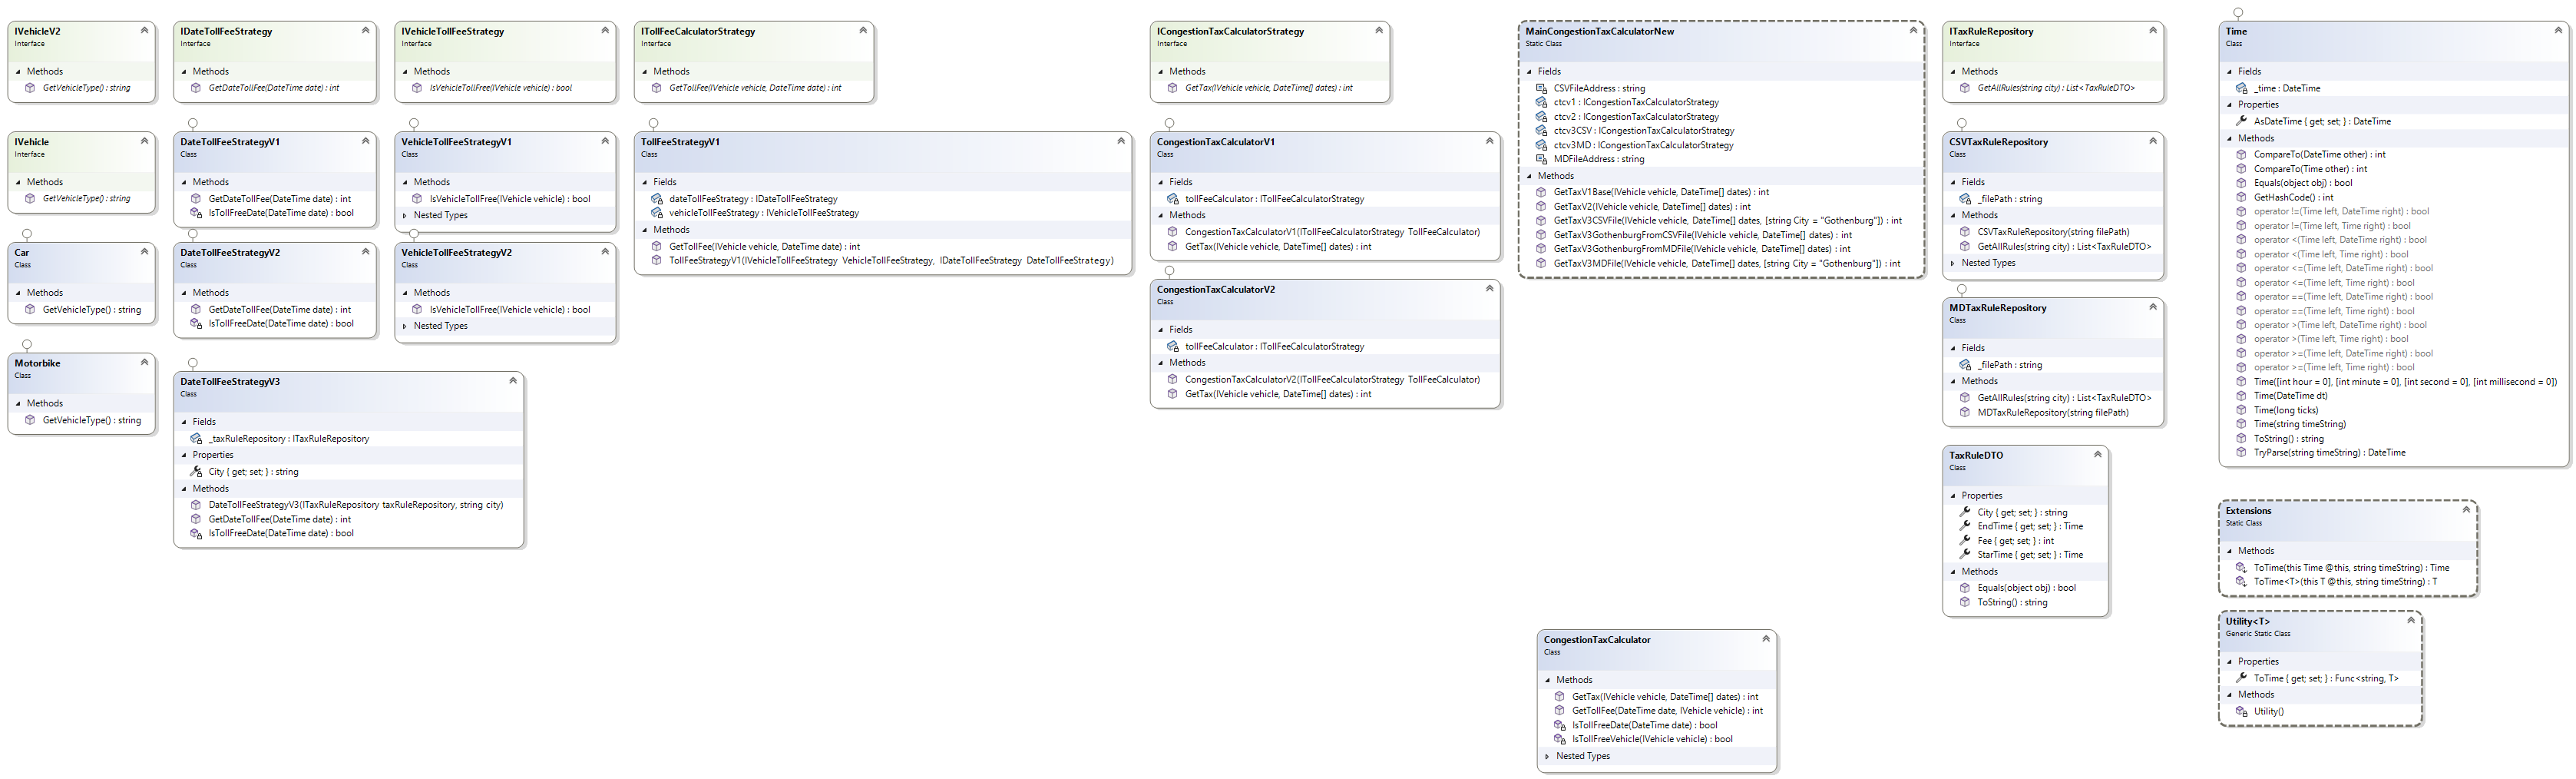 IVehicleV2
Interface
Methods
GetVehicleType() : string
IVehicle
Interface
Methods
GetVehicleType() : string
Car
Class
Methods
GetVehicleType() : string
Motorbike
Class
Methods
GetVehicleType() : string
IDateTollFeeStrategy
Interface
Methods
GetDateTollFee(DateTime date) : int
DateTollFeeStrategyV1
Class
Methods
GetDateTollFee(DateTime date) : int
IsTollFreeDate(DateTime date) : bool
DateTollFeeStrategyV2
Class
Methods
GetDateTollFee(DateTime date) : int
IsTollFreeDate(DateTime date) : bool
DateTollFeeStrategyV3
Class
Fields
_taxRuleRepository : ITaxRuleRepository
Properties
City { get; set; } : string
Methods
DateTollFeeStrategyV3(ITaxRuleRepository taxRuleRepository, string city)
GetDateTollFee(DateTime date) : int
IsTollFreeDate(DateTime date) : bool
IVehicleTollFeeStrategy
Interface
Methods
IsVehicleTollFree(IVehicle vehicle) : bool
VehicleTollFeeStrategyV1
Class
Methods
IsVehicleTollFree(IVehicle vehicle) : bool
Nested Types
VehicleTollFeeStrategyV2
Class
Methods
IsVehicleTollFree(IVehicle vehicle) : bool
Nested Types
ITollFeeCalculatorStrategy
Interface
Methods
GetTollFee(IVehicle vehicle, DateTime date) : int
TollFeeStrategyV1
Class
Fields
dateTollFeeStrategy : IDateTollFeeStrategy
vehicleTollFeeStrategy : IVehicleTollFeeStrategy
Methods
GetTollFee(IVehicle vehicle, DateTime date) : int
TollFeeStrategyV1(IVehicleTollFeeStrategy VehicleTollFeeStrategy, IDateTollFeeStrategy DateTollFeeStrategy)
ICongestionTaxCalculatorStrategy
Interface
Methods
GetTax(IVehicle vehicle, DateTime[] dates) : int
CongestionTaxCalculatorV1
Class
Fields
tollFeeCalculator : ITollFeeCalculatorStrategy
Methods
CongestionTaxCalculatorV1(ITollFeeCalculatorStrategy TollFeeCalculator)
GetTax(IVehicle vehicle, DateTime[] dates) : int
CongestionTaxCalculatorV2
Class
Fields
tollFeeCalculator : ITollFeeCalculatorStrategy
Methods
CongestionTaxCalculatorV2(ITollFeeCalculatorStrategy TollFeeCalculator)
GetTax(IVehicle vehicle, DateTime[] dates) : int
MainCongestionTaxCalculatorNew
Static Class
Fields
CSVFileAddress : string
ctcv1 : ICongestionTaxCalculatorStrategy
ctcv2 : ICongestionTaxCalculatorStrategy
ctcv3CSV : ICongestionTaxCalculatorStrategy
ctcv3MD : ICongestionTaxCalculatorStrategy
MDFileAddress : string
Methods
GetTaxV1Base(IVehicle vehicle, DateTime[] dates) : int
GetTaxV2(IVehicle vehicle, DateTime[] dates) : int
GetTaxV3CSVFile(IVehicle vehicle, DateTime[] dates, [string City = "Gothenburg"]) : int
GetTaxV3GothenburgFromCSVFile(IVehicle vehicle, DateTime[] dates) : int
GetTaxV3GothenburgFromMDFile(IVehicle vehicle, DateTime[] dates) : int
GetTaxV3MDFile(IVehicle vehicle, DateTime[] dates, [string City = "Gothenburg"]) : int
CongestionTaxCalculator
Class
Methods
GetTax(IVehicle vehicle, DateTime[] dates) : int
GetTollFee(DateTime date, IVehicle vehicle) : int
IsTollFreeDate(DateTime date) : bool
IsTollFreeVehicle(IVehicle vehicle) : bool
Nested Types
ITaxRuleRepository
Interface
Methods
GetAllRules(string city) : List<TaxRuleDTO>
CSVTaxRuleRepository
Class
Fields
_filePath : string
Methods
CSVTaxRuleRepository(string filePath)
GetAllRules(string city) : List<TaxRuleDTO>
Nested Types
MDTaxRuleRepository
Class
Fields
_filePath : string
Methods
GetAllRules(string city) : List<TaxRuleDTO>
MDTaxRuleRepository(string filePath)
TaxRuleDTO
Class
Properties
City { get; set; } : string
EndTime { get; set; } : Time
Fee { get; set; } : int
StarTime { get; set; } : Time
Methods
Equals(object obj) : bool
ToString() : string
Time
Class
Fields
_time : DateTime
Properties
AsDateTime { get; set; } : DateTime
Methods
CompareTo(DateTime other) : int
CompareTo(Time other) : int
Equals(object obj) : bool
GetHashCode() : int
operator !=(Time left, DateTime right) : bool
operator !=(Time left, Time right) : bool
operator <(Time left, DateTime right) : bool
operator <(Time left, Time right) : bool
operator <=(Time left, DateTime right) : bool
operator <=(Time left, Time right) : bool
operator ==(Time left, DateTime right) : bool
operator ==(Time left, Time right) : bool
operator >(Time left, DateTime right) : bool
operator >(Time left, Time right) : bool
operator >=(Time left, DateTime right) : bool
operator >=(Time left, Time right) : bool
Time([int hour = 0], [int minute = 0], [int second = 0], [int millisecond = 0])
Time(DateTime dt)
Time(long ticks)
Time(string timeString)
ToString() : string
TryParse(string timeString) : DateTime
Extensions
Static Class
Methods
ToTime(this Time @this, string timeString) : Time
ToTime<T>(this T @this, string timeString) : T
Utility<T>
Generic Static Class
Properties
ToTime { get; set; } : Func<string, T>
Methods
Utility()